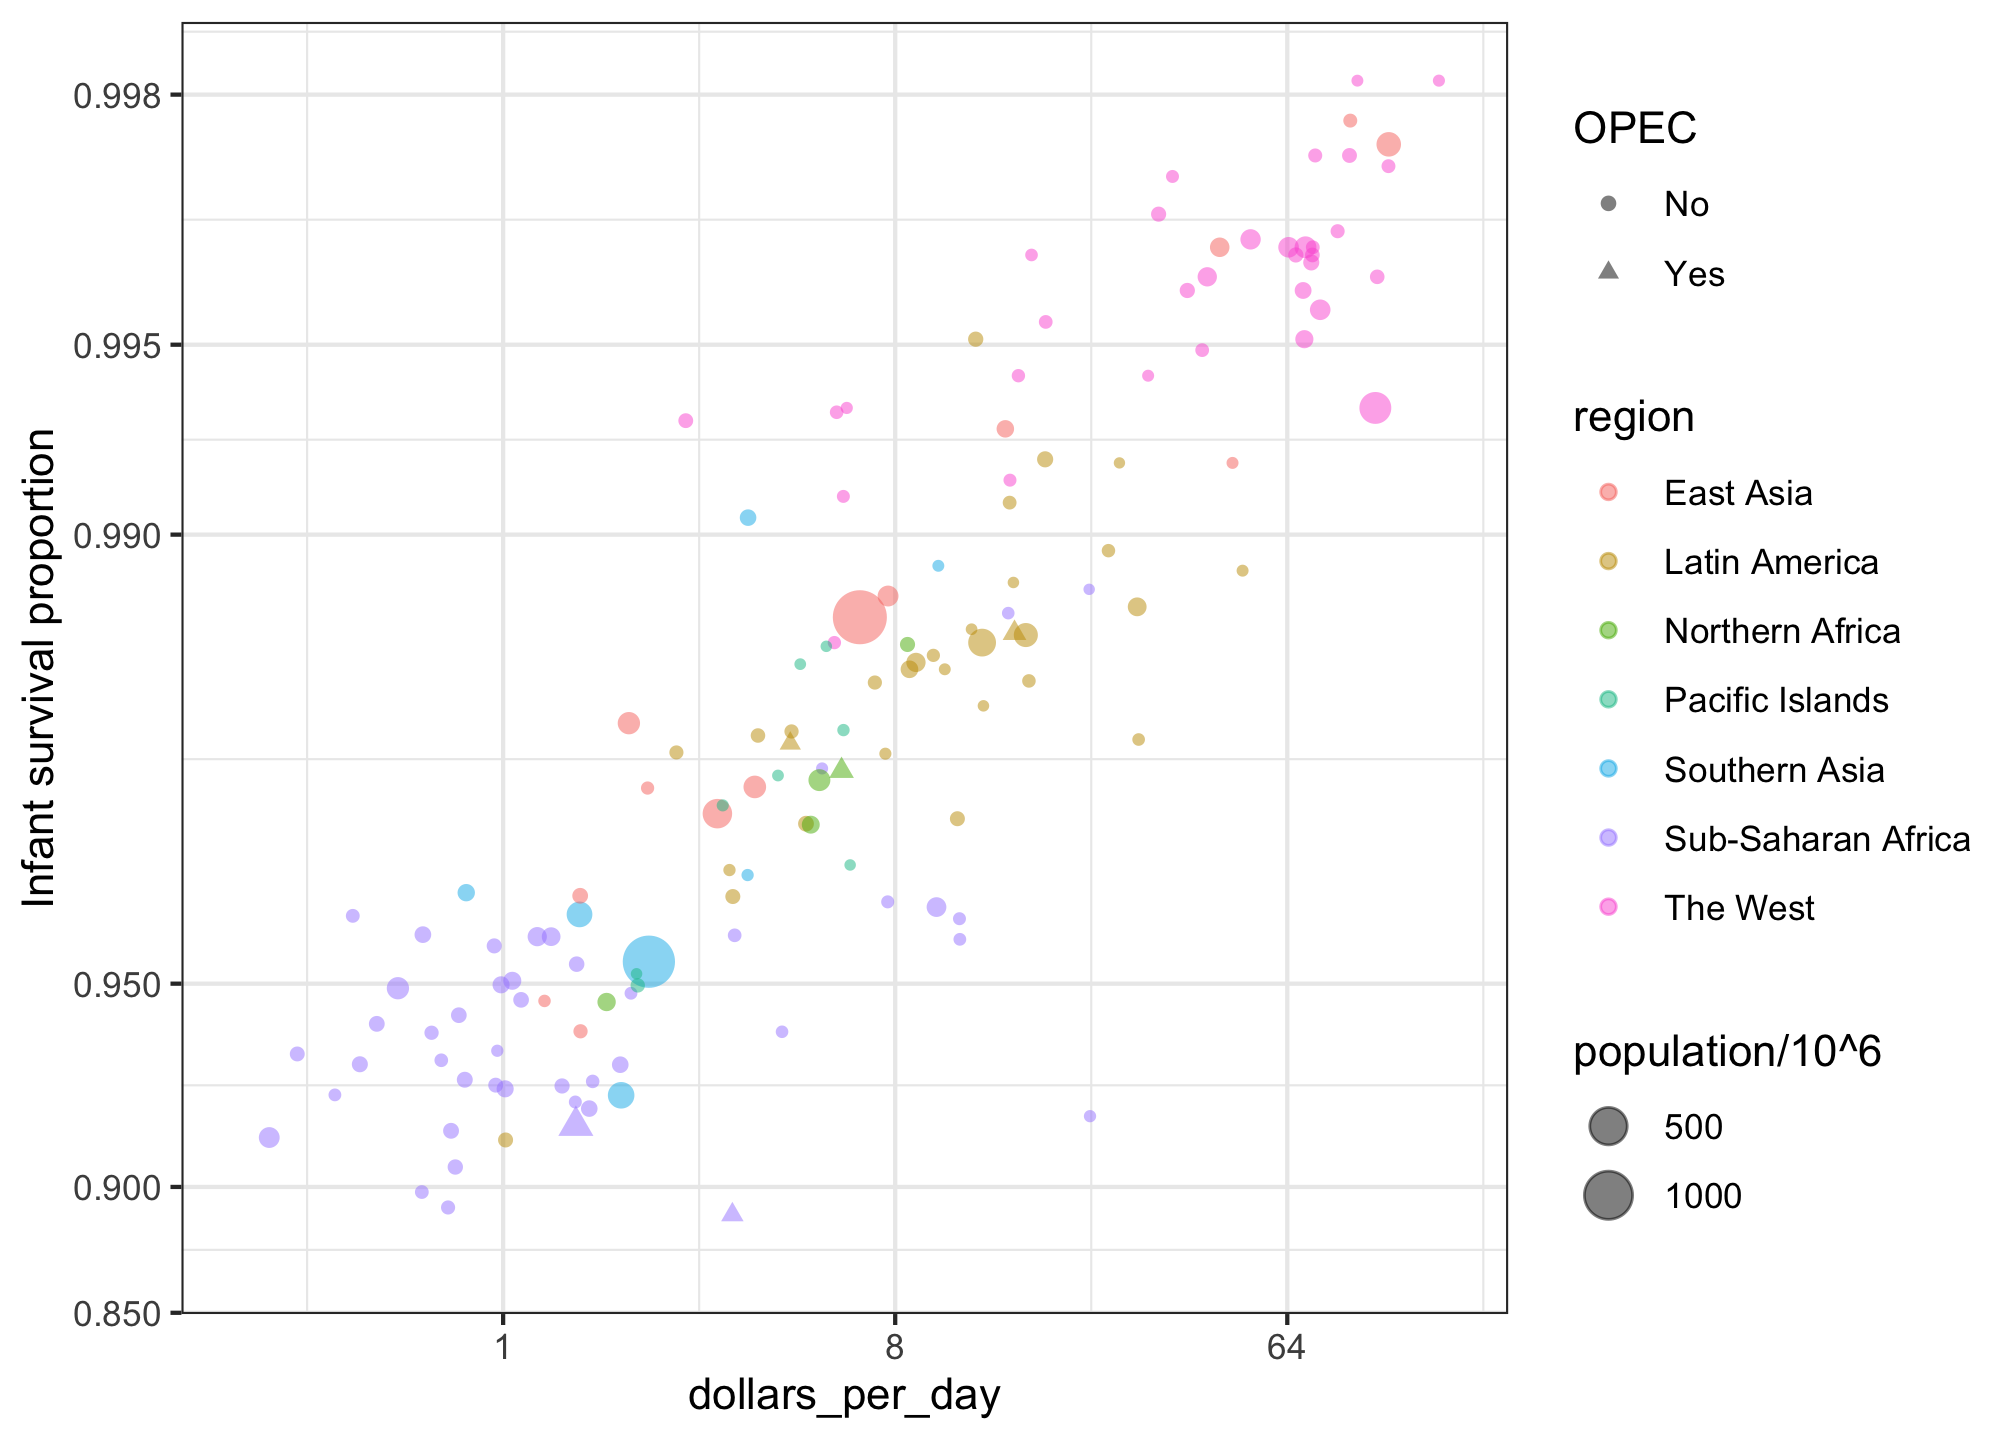 0.998
0.995
0.990
0.950
0.900
0.850
Infant survival proportion
1 8 64
dollars_per_day
OPEC
No
Yes
region
East Asia
Latin America
Northern Africa
Pacific Islands
Southern Asia
Sub-Saharan Africa
The West
population/10^6
500
1000